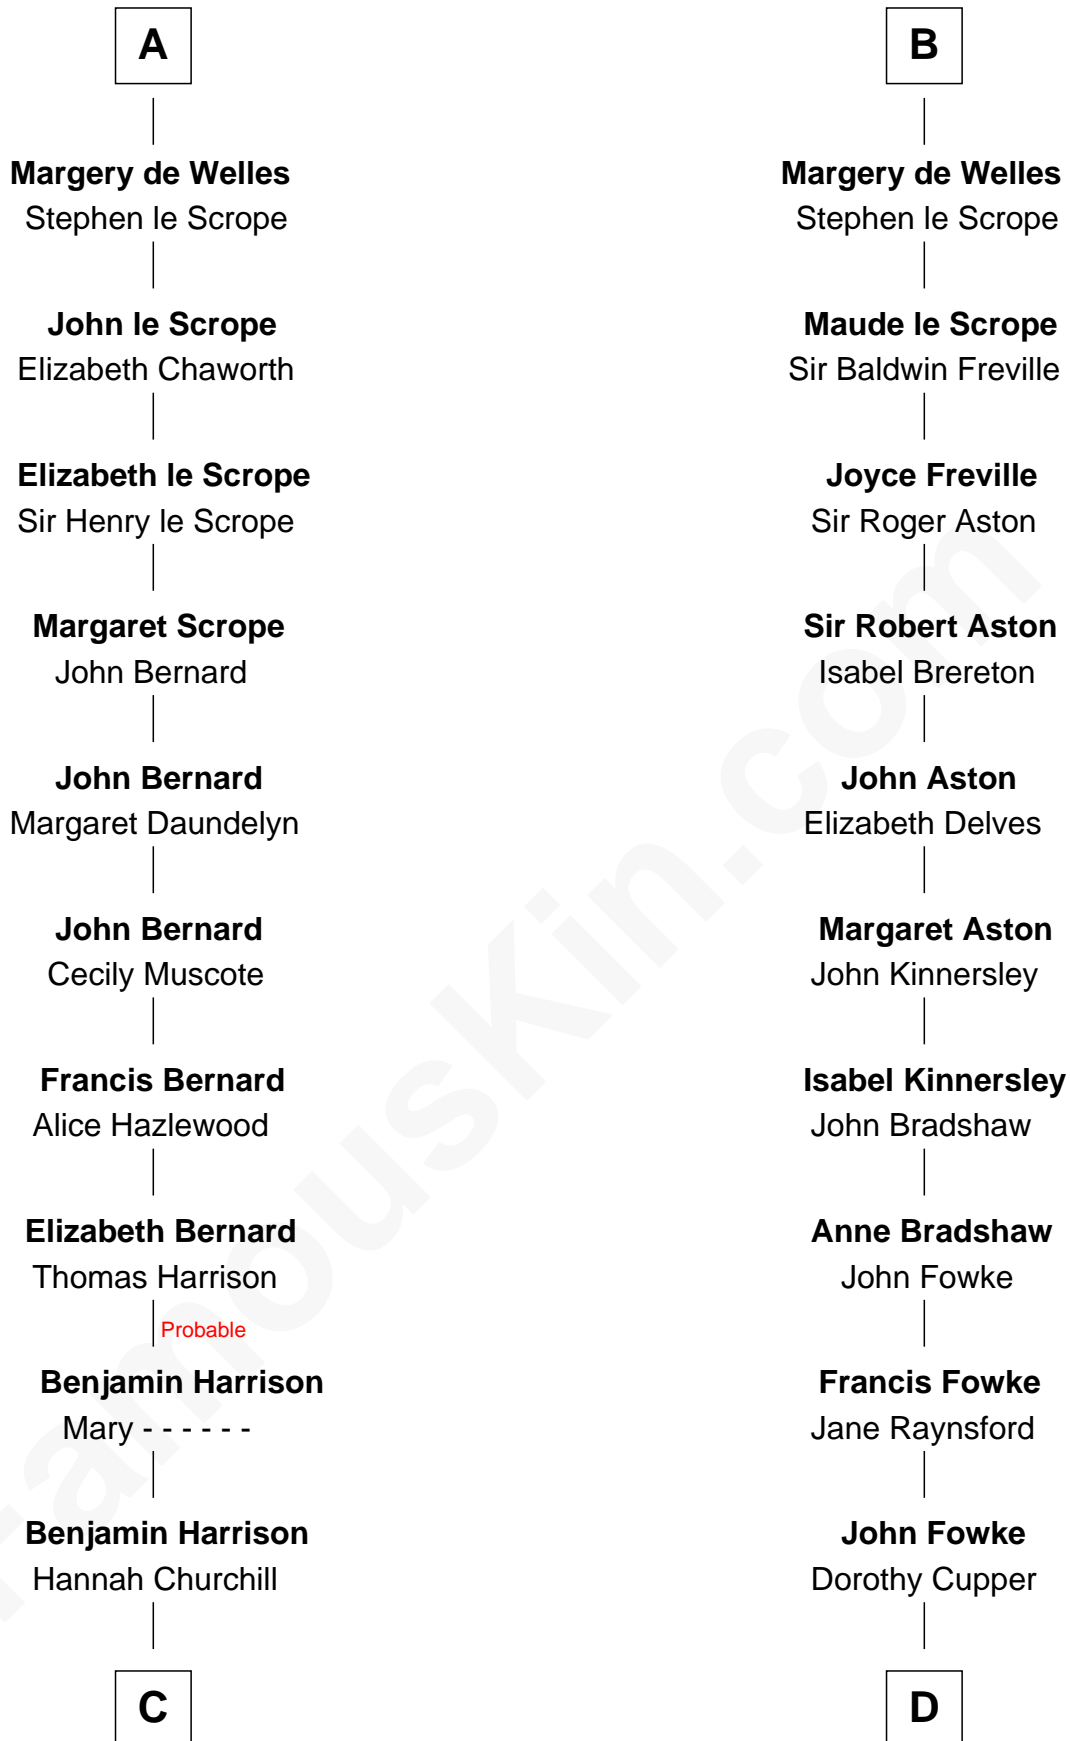 A
Margery de Welles
Stephen le Scrope
John le Scrope
Elizabeth Chaworth
Elizabeth le Scrope
Sir Henry le Scrope
Margaret Scrope
John Bernard
John Bernard
Margaret Daundelyn
John Bernard
Cecily Muscote
Francis Bernard
Alice Hazlewood
Elizabeth Bernard
Thomas Harrison
Probable
Benjamin Harrison
Mary - - - - - -
Benjamin Harrison
Hannah Churchill
C
B
Margery de Welles
Stephen le Scrope
Maude le Scrope
Sir Baldwin Freville
Joyce Freville
Sir Roger Aston
Sir Robert Aston
Isabel Brereton
John Aston
Elizabeth Delves
Margaret Aston
John Kinnersley
Isabel Kinnersley
John Bradshaw
Anne Bradshaw
John Fowke
Francis Fowke
Jane Raynsford
John Fowke
Dorothy Cupper
D
FamousKin.com